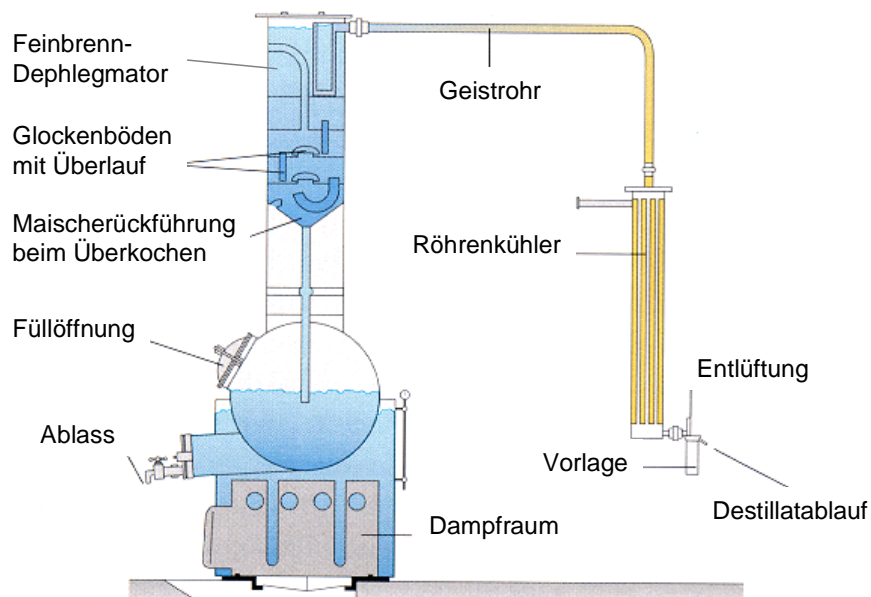 Feinbrenn-
Dephlegmator
Geistrohr
Glockenböden
mit Überlauf
Maischerückführung
beim Überkochen
Röhrenkühler
Füllöffnung
Entlüftung
Ablass
Vorlage
Destillatablauf
Dampfraum